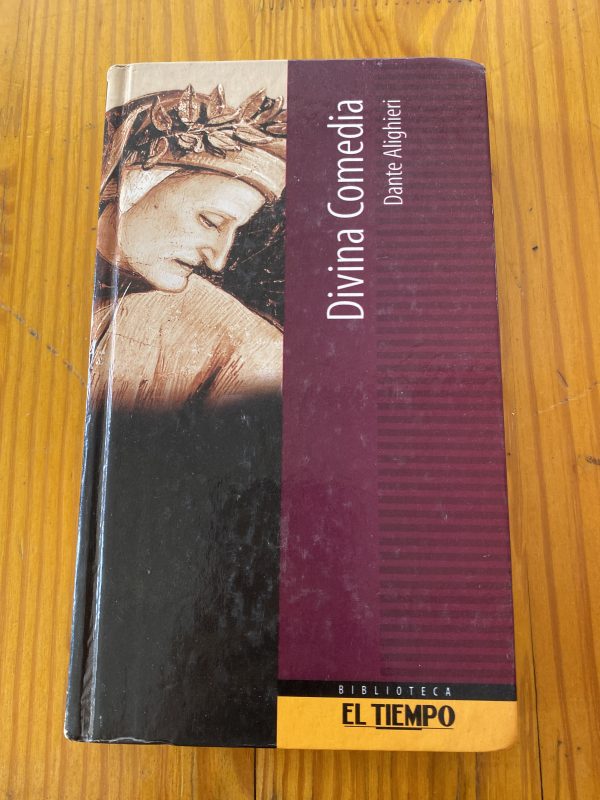 Divina Comedia
Dante Alighieri
BIBLIOTECA
EL TIEMPO